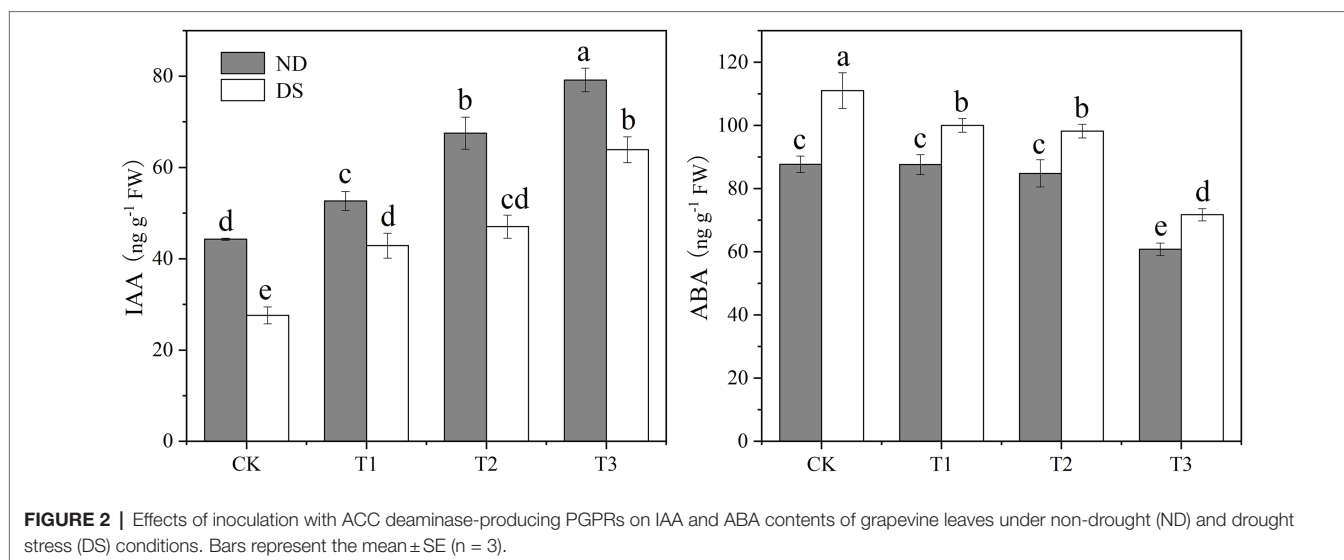 ND
DS
IAA (ng g⁻¹ FW)
80
60
40
20
0
d
e
c
d
b
cd
a
b
CK
T1
T2
T3
ABA (ng g⁻¹ FW)
120
100
80
60
40
20
0
c
a
c
b
c
b
e
d
CK
T1
T2
T3
FIGURE 2 | Effects of inoculation with ACC deaminase-producing PGPRs on IAA and ABA contents of grapevine leaves under non-drought (ND) and drought
stress (DS) conditions. Bars represent the mean ± SE (n = 3).